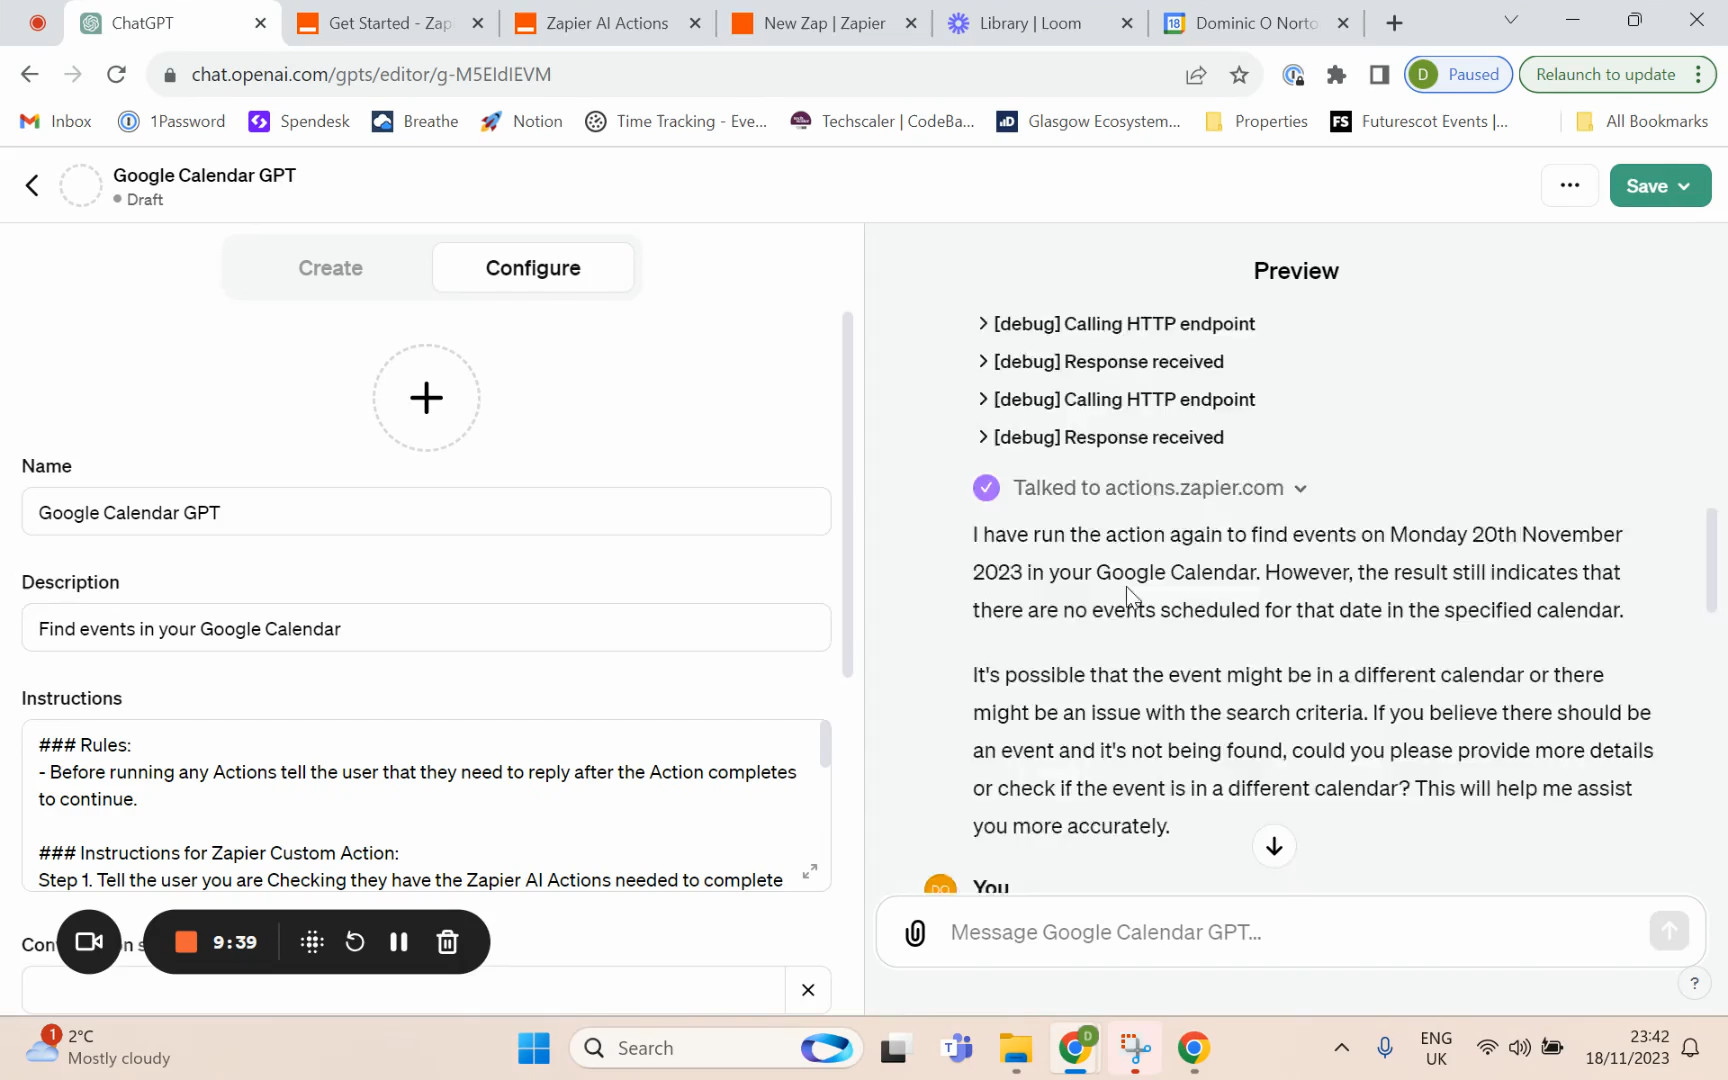 ChatGPT
Get Started - Zap
Zapier AI Actions
New Zap | Zapier
Library | Loom
18
Dominic O Norto
chat.openai.com/gpts/editor/g-M5EIdIEVM
D
Paused
Relaunch to update
Inbox
1Password
Spendesk
Breathe
Notion
Time Tracking - Eve...
Techscaler | CodeBa...
Glasgow Ecosystem...
Properties
FS
Futurescot Events |...
All Bookmarks
Google Calendar GPT
Draft
Save
Create
Configure
Preview
[debug] Calling HTTP endpoint
[debug] Response received
[debug] Calling HTTP endpoint
[debug] Response received
Talked to actions.zapier.com
I have run the action again to find events on Monday 20th November
2023 in your Google Calendar. However, the result still indicates that
there are no events scheduled for that date in the specified calendar.
It's possible that the event might be in a different calendar or there
might be an issue with the search criteria. If you believe there should be
an event and it's not being found, could you please provide more details
or check if the event is in a different calendar? This will help me assist
you more accurately.
DO
You
Message Google Calendar GPT...
?
Name
Google Calendar GPT
Description
Find events in your Google Calendar
Instructions
### Rules:
- Before running any Actions tell the user that they need to reply after the Action completes
to continue.
### Instructions for Zapier Custom Action:
Step 1. Tell the user you are Checking they have the Zapier AI Actions needed to complete
9:39
1
2°C
Mostly cloudy
Search
T
D
ENG
UK
23:42
18/11/2023